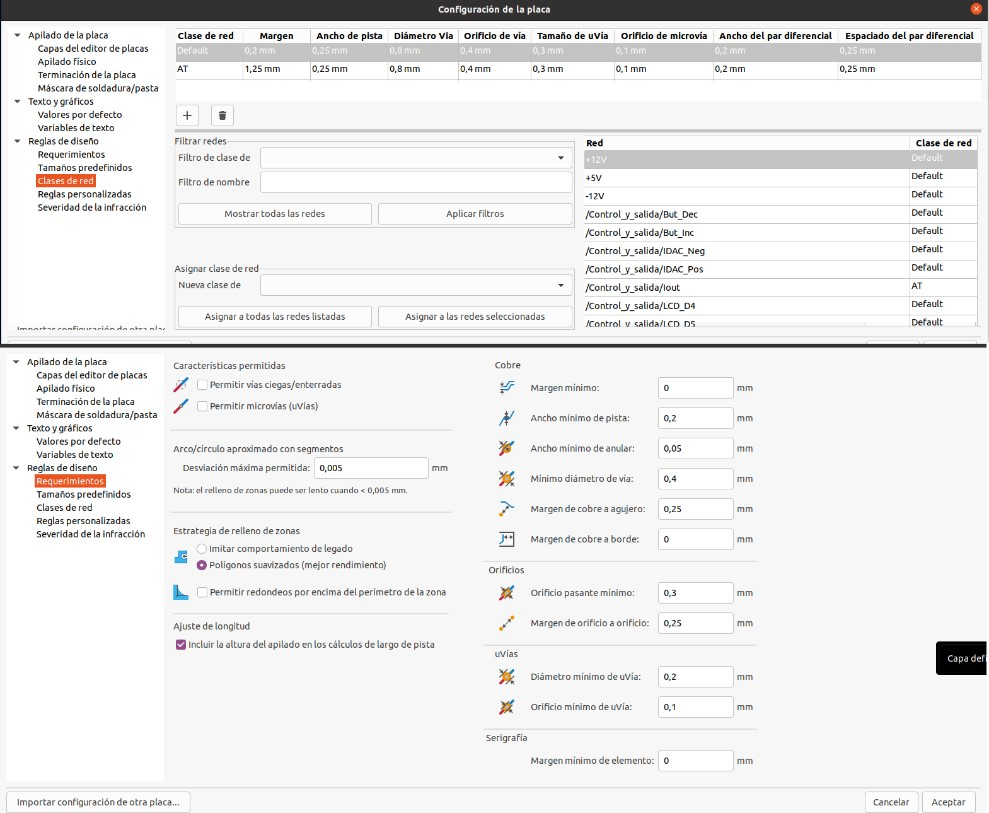 Configuración de la placa
Apilado de la placa
Capas del editor de placas
Apilado físico
Terminación de la placa
Máscara de soldadura/pasta
Texto y gráficos
Valores por defecto
Variables de texto
Reglas de diseño
Requerimientos
Tamaños predefinidos
Clases de red
Reglas personalizadas
Severidad de la infracción
Importar configuración de otra plac
Clase de red Margen Ancho de pista Diámetro Via Orificio de vía Tamaño de uVía Orificio de microvía Ancho del par diferencial Espaciado del par diferencial
Default 0,2 mm 0,25 mm 0,8 mm 0,4 mm 0,3 mm 0,1 mm 0,2 mm 0,25 mm
AT 1,25 mm 0,25 mm 0,8 mm 0,4 mm 0,3 mm 0,1 mm 0,2 mm 0,25 mm
Filtrar redes
Filtro de clase de
Filtro de nombre
Mostrar todas las redes Aplicar filtros
Asignar clase de red
Nueva clase de
Asignar a todas las redes listadas Asignar a las redes seleccionadas
Red Clase de red
+12V Default
+5V Default
-12V Default
/Control_y_salida/But_Dec Default
/Control_y_salida/But_Inc Default
/Control_y_salida/IDAC_Neg Default
/Control_y_salida/IDAC_Pos Default
/Control_y_salida/Iout AT
/Control_y_salida/LCD_D4 Default
/Control_y_salida/LCD_D5 Default
Apilado de la placa
Capas del editor de placas
Apilado físico
Terminación de la placa
Máscara de soldadura/pasta
Texto y gráficos
Valores por defecto
Variables de texto
Reglas de diseño
Requerimientos
Tamaños predefinidos
Clases de red
Reglas personalizadas
Severidad de la infracción
Características permitidas
Permitir vías ciegas/enterradas
Permitir microvías (uVías)
Arco/círculo aproximado con segmentos
Desviación máxima permitida: 0,005 mm
Nota: el relleno de zonas puede ser lento cuando < 0,005 mm.
Estrategia de relleno de zonas
Imitar comportamiento de legado
Polígonos suavizados (mejor rendimiento)
Permitir redondeos por encima del perímetro de la zona
Ajuste de longitud
Incluir la altura del apilado en los cálculos de largo de pista
Cobre
Margen mínimo: 0 mm
Ancho mínimo de pista: 0,2 mm
Ancho mínimo de anular: 0,05 mm
Mínimo diámetro de via: 0,4 mm
Margen de cobre a agujero: 0,25 mm
Margen de cobre a borde: 0 mm
Orificios
Orificio pasante mínimo: 0,3 mm
Margen de orificio a orificio: 0,25 mm
uVías
Diámetro mínimo de uVía: 0,2 mm
Orificio mínimo de uVía: 0,1 mm
Serigrafía
Margen mínimo de elemento: 0 mm
Capa defi
Importar configuración de otra placa... Cancelar Aceptar